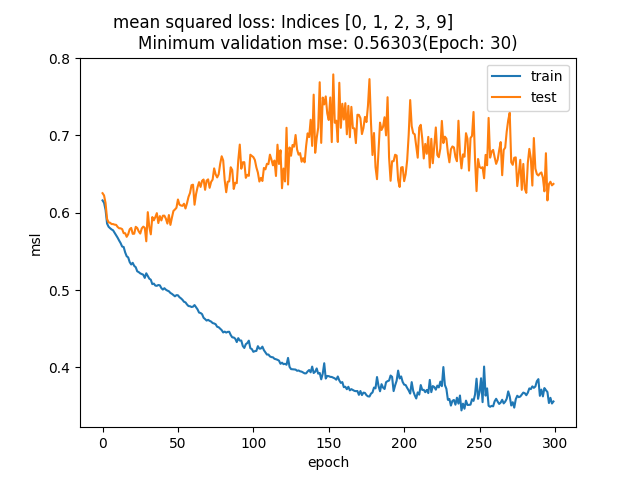 mean squared loss: Indices [0, 1, 2, 3, 9]
Minimum validation mse: 0.56303(Epoch: 30)
train
test
0.8
0.7
0.6
0.5
0.4
msl
0
50
100
150
200
250
300
epoch